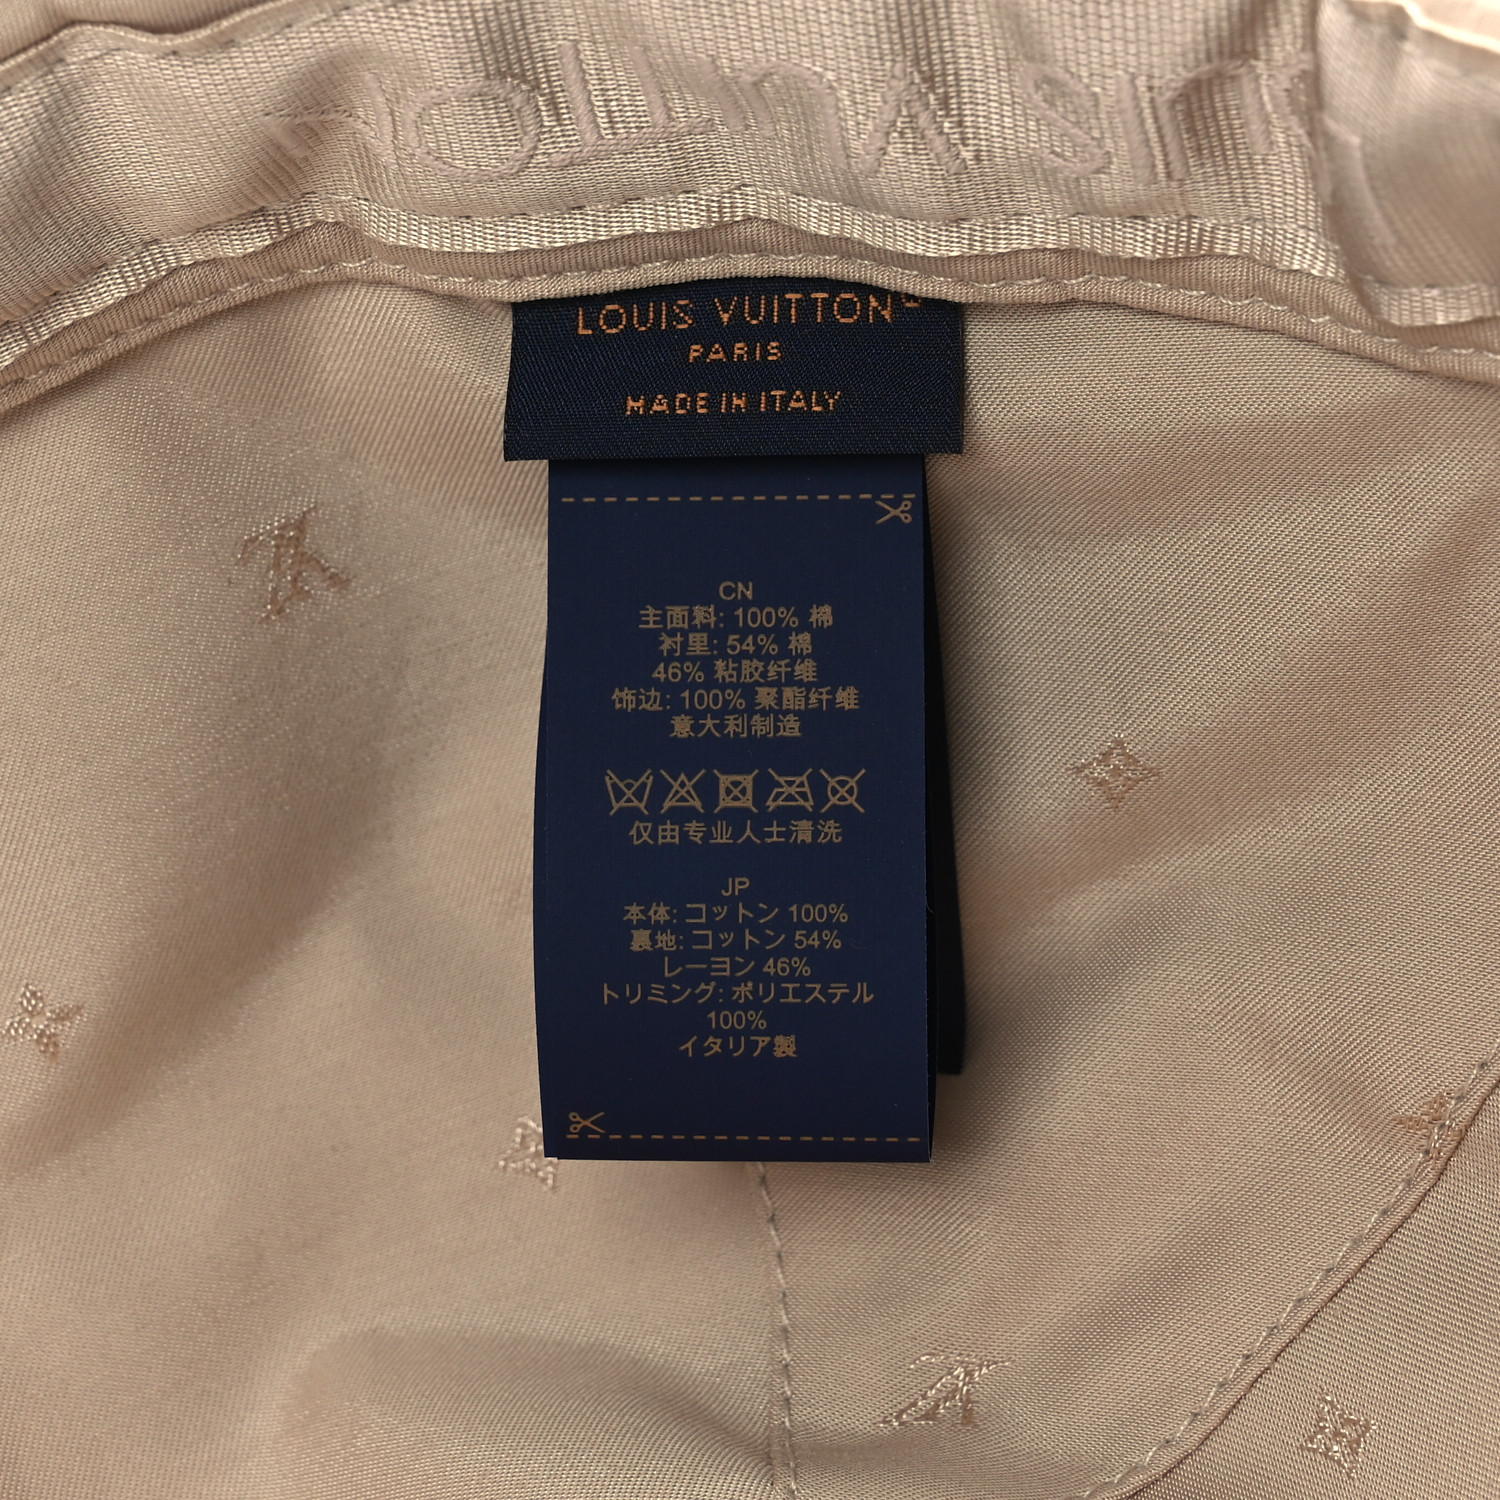 LOUIS VUITTON
PARIS
MADE IN ITALY
CN
主面料: 100% 棉
衬里: 54% 棉
46% 粘胶纤维
饰边: 100% 聚酯纤维
意大利制造
仅由专业人士清洗
JP
本体: コットン 100%
裏地: コットン 54%
レーヨン 46%
トリミング: ポリエステル
100%
イタリア製